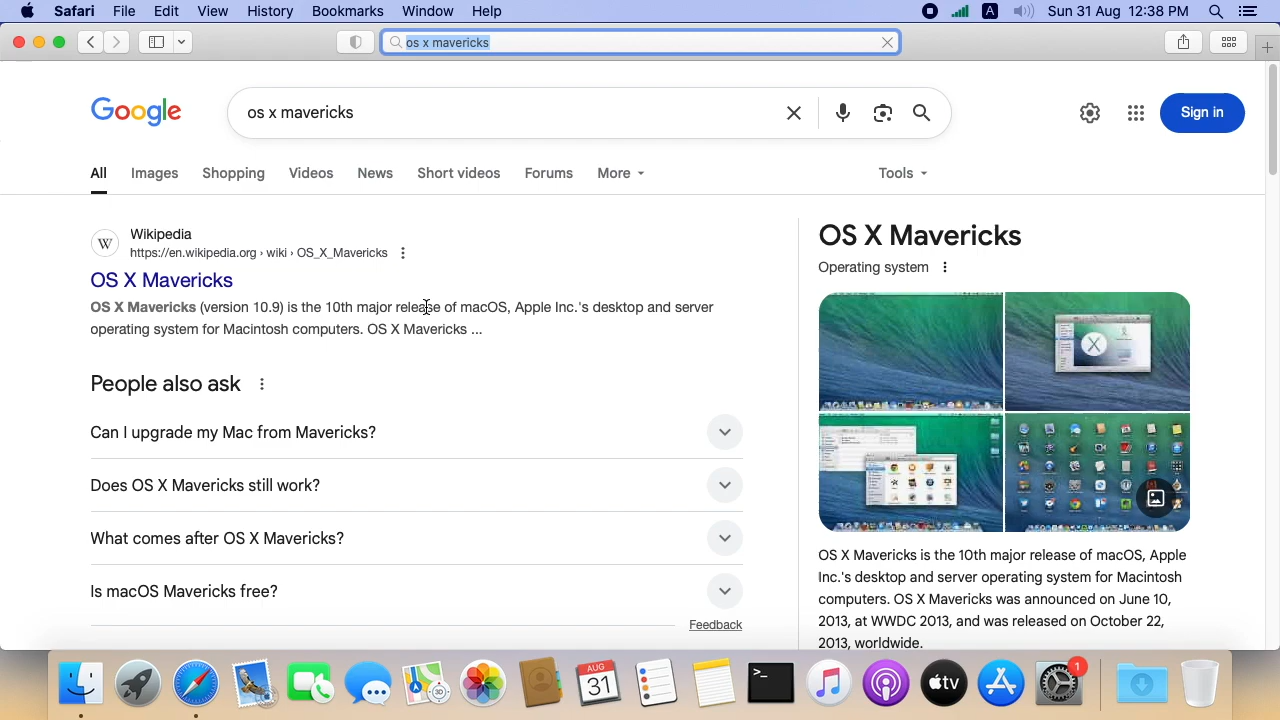 Safari File Edit View History Bookmarks Window Help A Sun 31 Aug 12:38 PM
os x mavericks
Google
os x mavericks
Sign in
All Images Shopping Videos News Short videos Forums More Tools
W
Wikipedia
https://en.wikipedia.org › wiki › OS_X_Mavericks
OS X Mavericks
OS X Mavericks (version 10.9) is the 10th major release of macOS, Apple Inc.'s desktop and server
operating system for Macintosh computers. OS X Mavericks ...
People also ask
Can I upgrade my Mac from Mavericks?
Does OS X Mavericks still work?
What comes after OS X Mavericks?
Is macOS Mavericks free?
Feedback
OS X Mavericks
Operating system
X
OS X Mavericks is the 10th major release of macOS, Apple
Inc.'s desktop and server operating system for Macintosh
computers. OS X Mavericks was announced on June 10,
2013, at WWDC 2013, and was released on October 22,
2013, worldwide.
3D
AUG
31
>_
tv
1